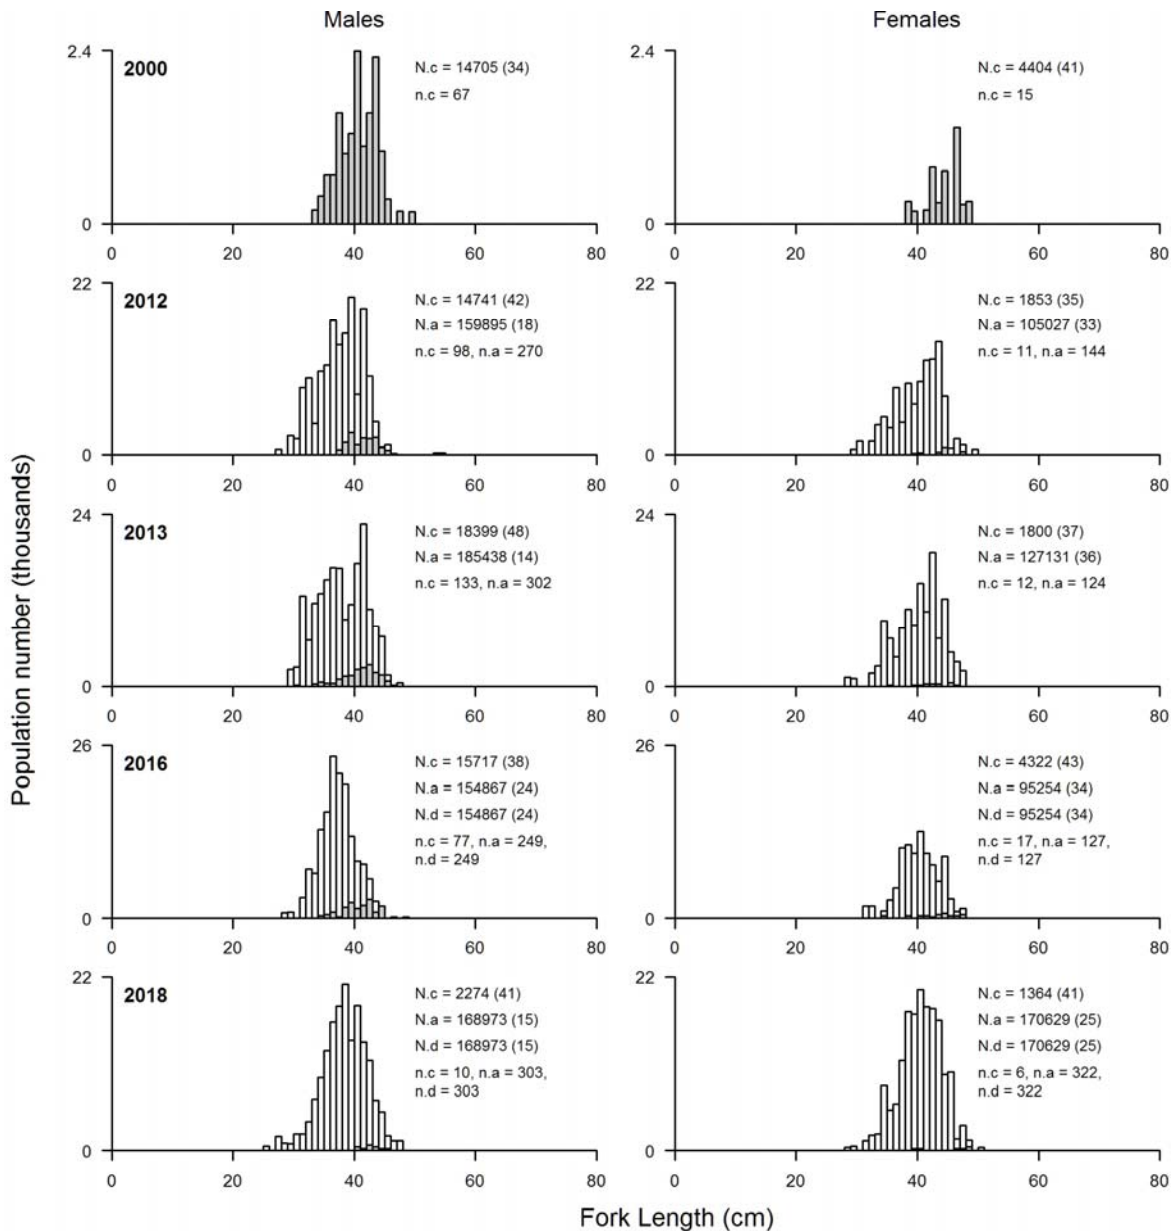 Males
Females
2.4
2000
N.c = 14705 (34)
n.c = 67
0
0 20 40 60 80
2.4
N.c = 4404 (41)
n.c = 15
0
0 20 40 60 80
22
2012
N.c = 14741 (42)
N.a = 159895 (18)
n.c = 98, n.a = 270
0
0 20 40 60 80
22
N.c = 1853 (35)
N.a = 105027 (33)
n.c = 11, n.a = 144
0
0 20 40 60 80
24
2013
N.c = 18399 (48)
N.a = 185438 (14)
n.c = 133, n.a = 302
0
0 20 40 60 80
24
N.c = 1800 (37)
N.a = 127131 (36)
n.c = 12, n.a = 124
0
0 20 40 60 80
26
2016
N.c = 15717 (38)
N.a = 154867 (24)
N.d = 154867 (24)
n.c = 77, n.a = 249,
n.d = 249
0
0 20 40 60 80
26
N.c = 4322 (43)
N.a = 95254 (34)
N.d = 95254 (34)
n.c = 17, n.a = 127,
n.d = 127
0
0 20 40 60 80
22
2018
N.c = 2274 (41)
N.a = 168973 (15)
N.d = 168973 (15)
n.c = 10, n.a = 303,
n.d = 303
0
0 20 40 60 80
22
N.c = 1364 (41)
N.a = 170629 (25)
N.d = 170629 (25)
n.c = 6, n.a = 322,
n.d = 322
0
0 20 40 60 80
Population number (thousands)
Fork Length (cm)